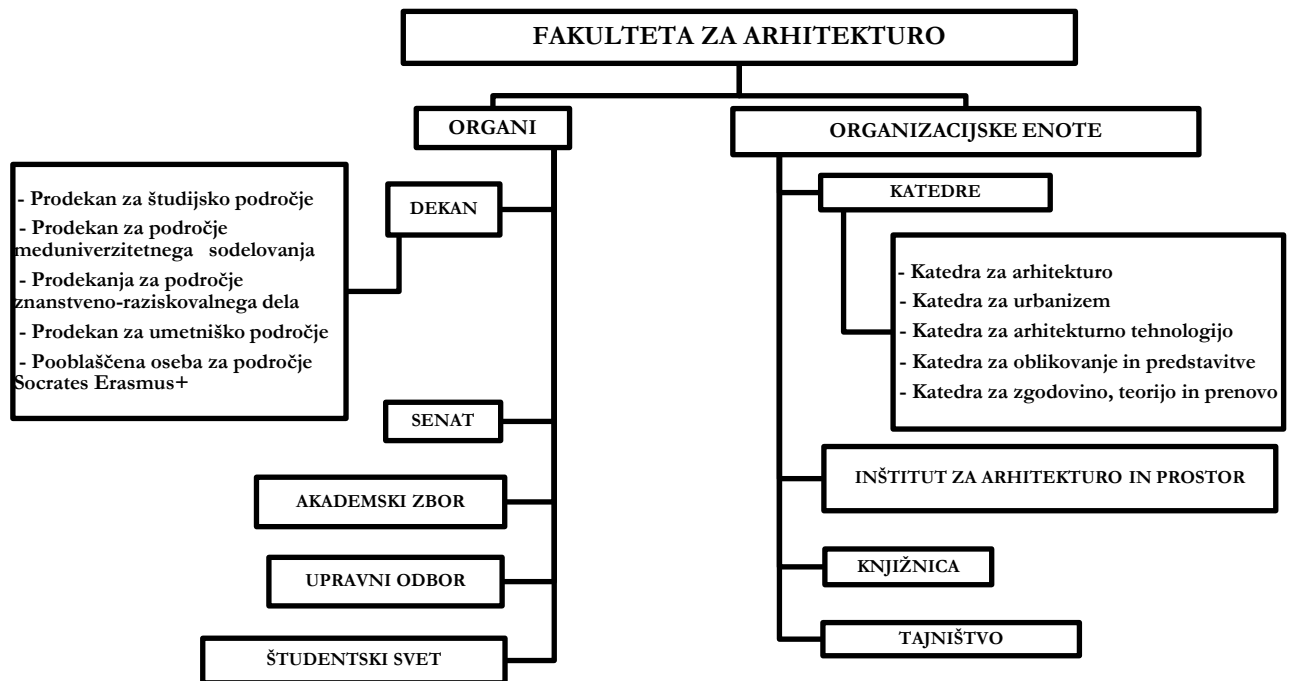 FAKULTETA ZA ARHITEKTURO
ORGANI
DEKAN
- Prodekan za študijsko področje
- Prodekan za področje
meduniverzitetnega sodelovanja
- Prodekanja za področje
znanstveno-raziskovalnega dela
- Prodekan za umetniško področje
- Pooblaščena oseba za področje
Socrates Erasmus+
SENAT
AKADEMSKI ZBOR
UPRAVNI ODBOR
ŠTUDENTSKI SVET
ORGANIZACIJSKE ENOTE
KATEDRE
- Katedra za arhitekturo
- Katedra za urbanizem
- Katedra za arhitekturno tehnologijo
- Katedra za oblikovanje in predstavitve
- Katedra za zgodovino, teorijo in prenovo
INŠTITUT ZA ARHITEKTURO IN PROSTOR
KNJIŽNICA
TAJNIŠTVO